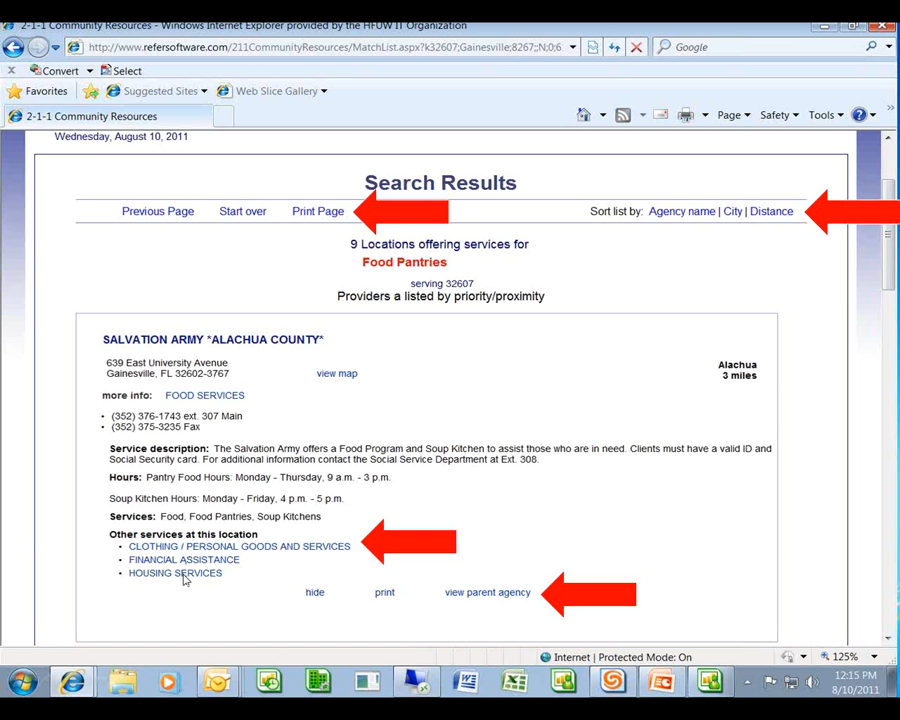 2-1-1 Community Resources - Windows Internet Explorer provided by the HFUW IT Organization
http://www.refersoftware.com/211CommunityResources/MatchList.aspx?k32607;Gainesville;8267;;N;0;6
Google
x Convert Select
Favorites Suggested Sites Web Slice Gallery
2-1-1 Community Resources
Page Safety Tools
Wednesday, August 10, 2011
Search Results
Previous Page Start over Print Page Sort list by: Agency name | City | Distance
9 Locations offering services for
Food Pantries
serving 32607
Providers a listed by priority/proximity
SALVATION ARMY *ALACHUA COUNTY*
639 East University Avenue
Gainesville, FL 32602-3767
view map
Alachua
3 miles
more info: FOOD SERVICES
• (352) 376-1743 ext. 307 Main
• (352) 375-3235 Fax
Service description: The Salvation Army offers a Food Program and Soup Kitchen to assist those who are in need. Clients must have a valid ID and
Social Security card. For additional information contact the Social Service Department at Ext. 308.
Hours: Pantry Food Hours: Monday - Thursday, 9 a.m. - 3 p.m.
Soup Kitchen Hours: Monday - Friday, 4 p.m. - 5 p.m.
Services: Food, Food Pantries, Soup Kitchens
Other services at this location
• CLOTHING / PERSONAL GOODS AND SERVICES
• FINANCIAL ASSISTANCE
• HOUSING SERVICES
hide print view parent agency
Internet | Protected Mode: On 125%
12:15 PM
8/10/2011